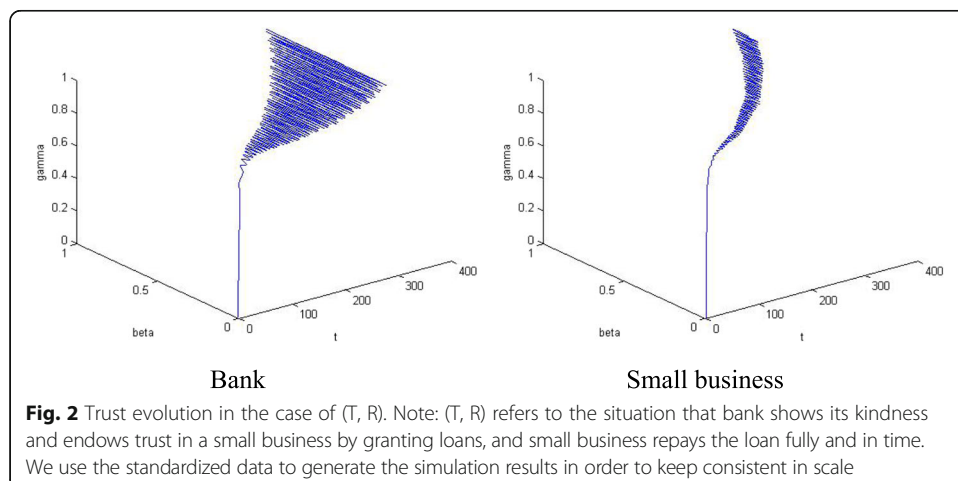 1
0.8
0.6
0.4
0.2
0
1
0.5
0
gamma
beta
0
100
200
300
400
t
1
0.8
0.6
0.4
0.2
0
1
0.5
0
gamma
beta
0
100
200
300
400
t
Bank
Small business
Fig. 2 Trust evolution in the case of (T, R). Note: (T, R) refers to the situation that bank shows its kindness
and endows trust in a small business by granting loans, and small business repays the loan fully and in time.
We use the standardized data to generate the simulation results in order to keep consistent in scale